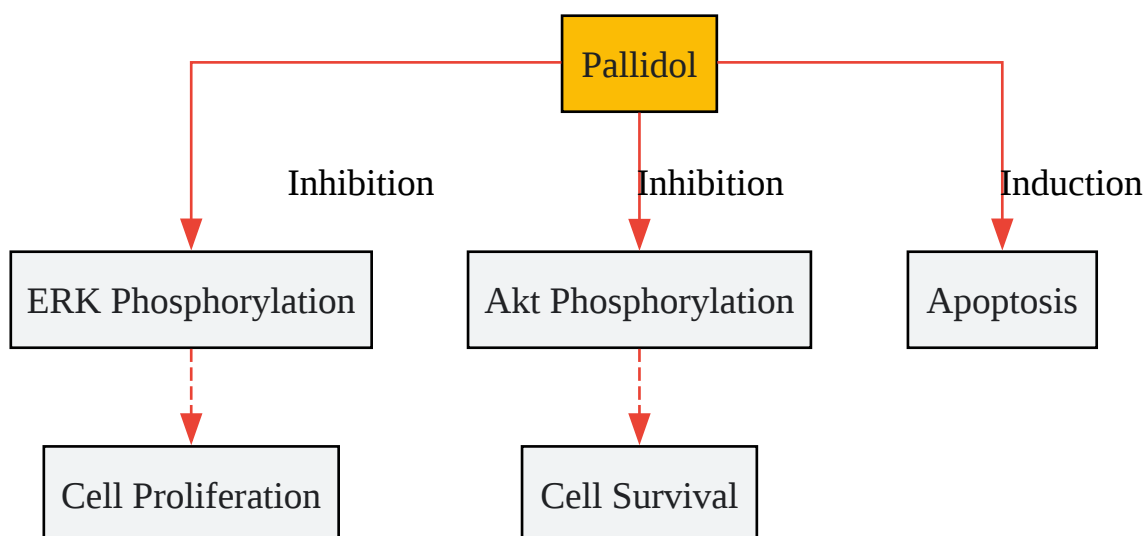 Pallidol
Inhibition
Inhibition
Induction
ERK Phosphorylation
Akt Phosphorylation
Apoptosis
Cell Proliferation
Cell Survival